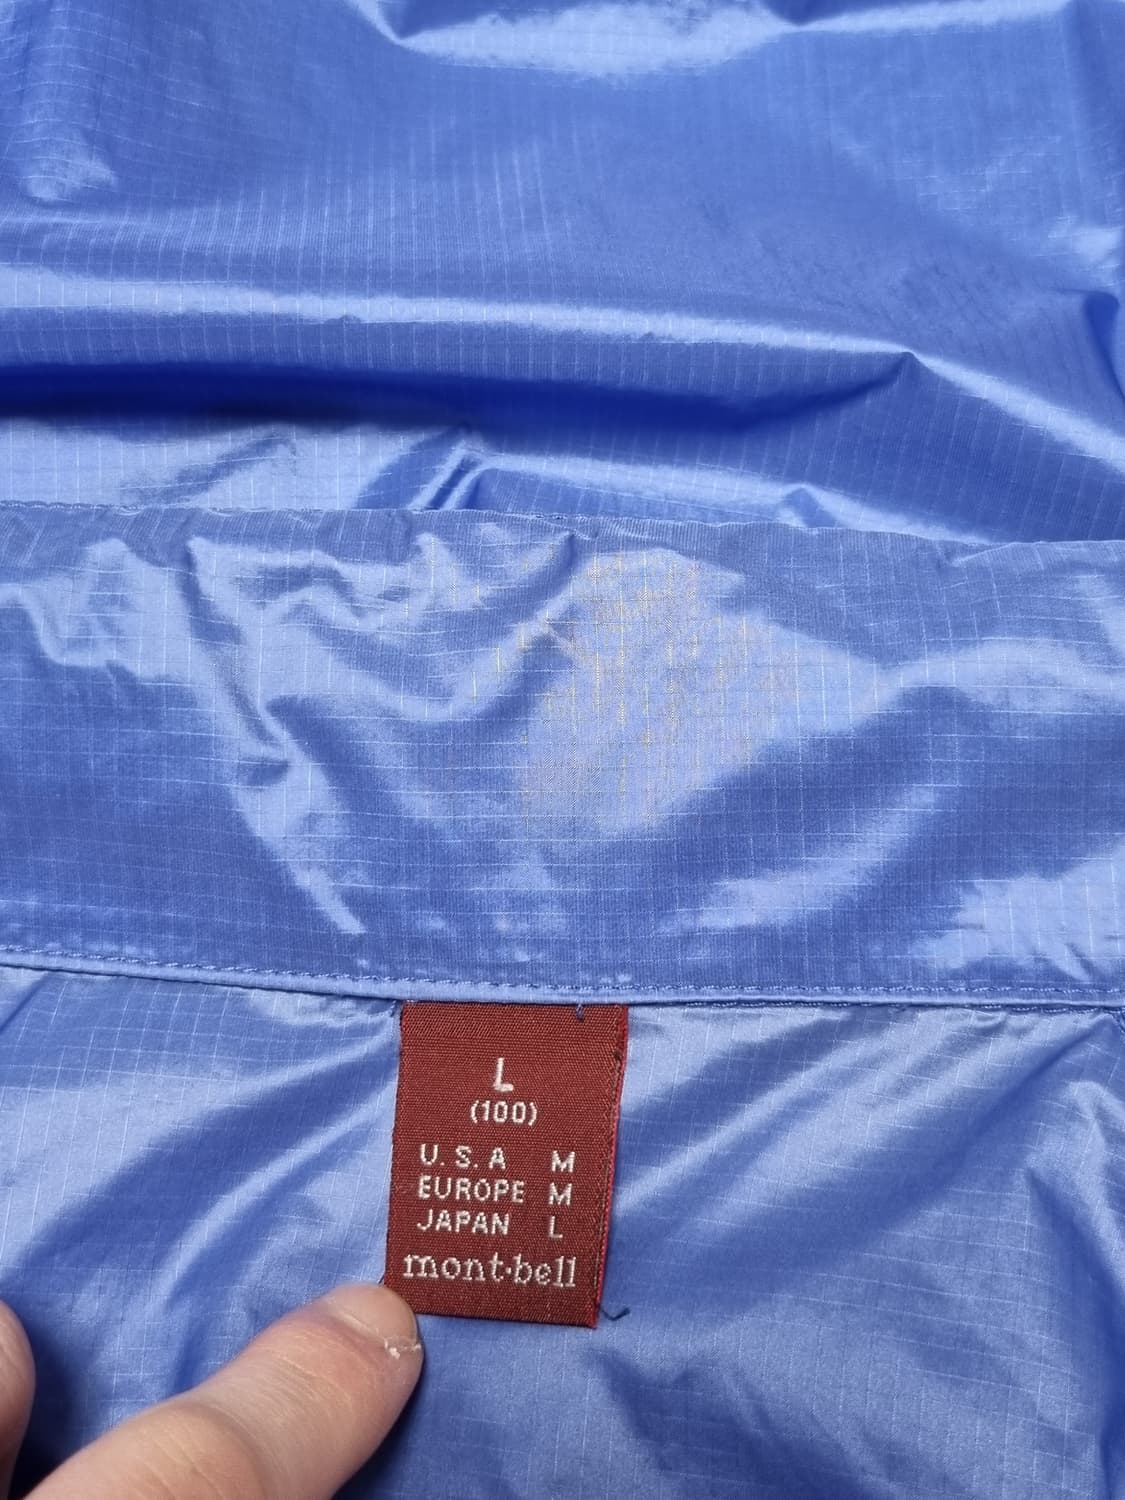 L
(100)
U.S.A M
EUROPE M
JAPAN L
mont·bell